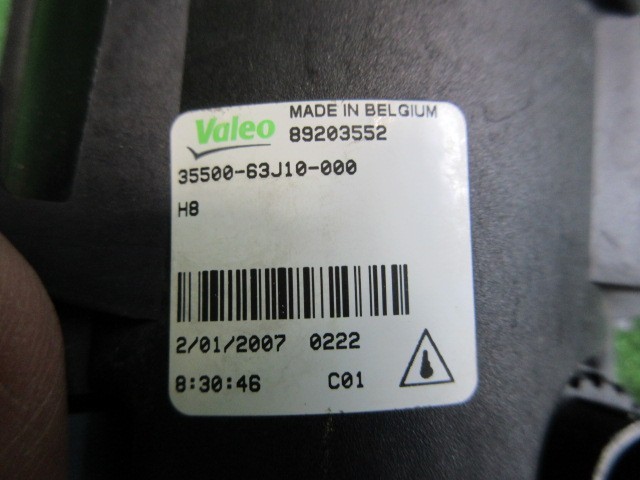 Valeo MADE IN BELGIUM
89203552
35500-63J10-000
H8
2/01/2007 0222
8:30:46 C01